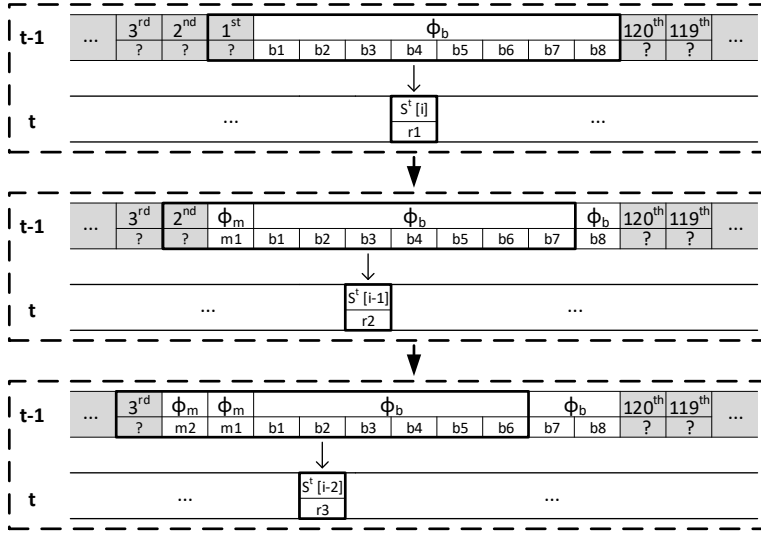 t-1 ... 3rd 2nd 1st Φb 120th 119th ...
? ? ? b1 b2 b3 b4 b5 b6 b7 b8 ? ?
t ... St [i] ...
r1
t-1 ... 3rd 2nd Φm Φb Φb 120th 119th ...
? ? m1 b1 b2 b3 b4 b5 b6 b7 b8 ? ?
t ... St [i-1] ...
r2
t-1 ... 3rd Φm Φm Φb Φb 120th 119th ...
? m2 m1 b1 b2 b3 b4 b5 b6 b7 b8 ? ?
t ... St [i-2] ...
r3